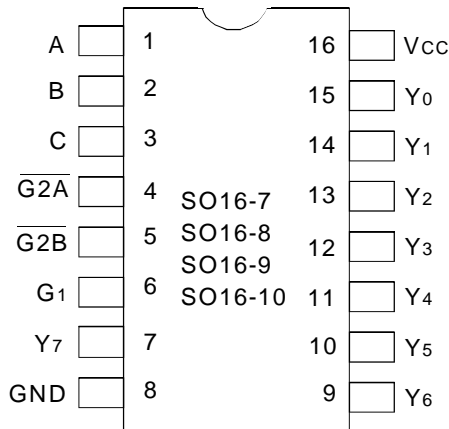 A 1 16 VCC
B 2 15 Y0
C 3 14 Y1
G2A 4 13 Y2
SO16-7
G2B 5 SO16-8 12 Y3
SO16-9
G1 6 SO16-10 11 Y4
Y7 7 10 Y5
GND 8 9 Y6